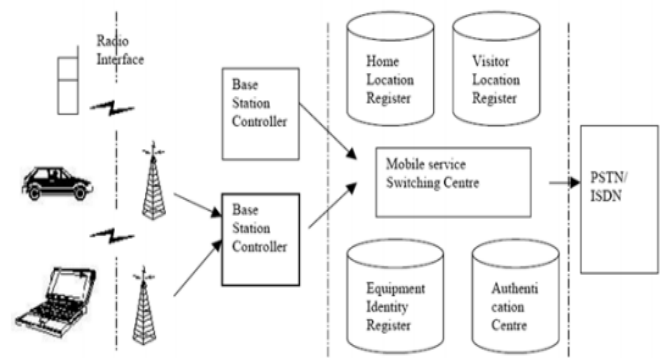 Radio
Interface
Base
Station
Controller
Base
Station
Controller
Home
Location
Register
Visitor
Location
Register
Mobile service
Switching Centre
Equipment
Identity
Register
Authenti
cation
Centre
PSTN/
ISDN